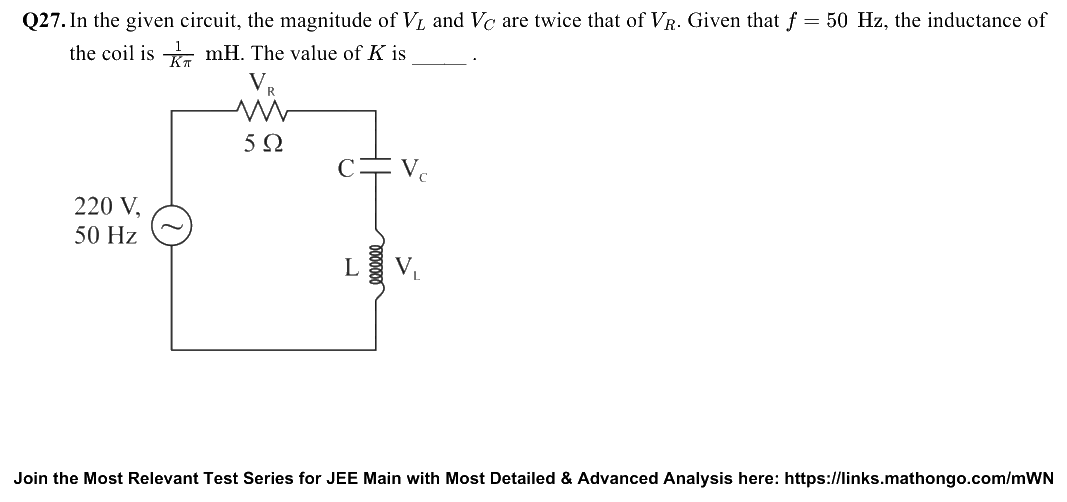 Q27. In the given circuit, the magnitude of V_L and V_C are twice that of V_R. Given that f = 50 Hz, the inductance of
the coil is 1/(Kπ) mH. The value of K is ______ .
V_R
5 Ω
C V_C
220 V,
50 Hz
L V_L
Join the Most Relevant Test Series for JEE Main with Most Detailed & Advanced Analysis here: https://links.mathongo.com/mWN